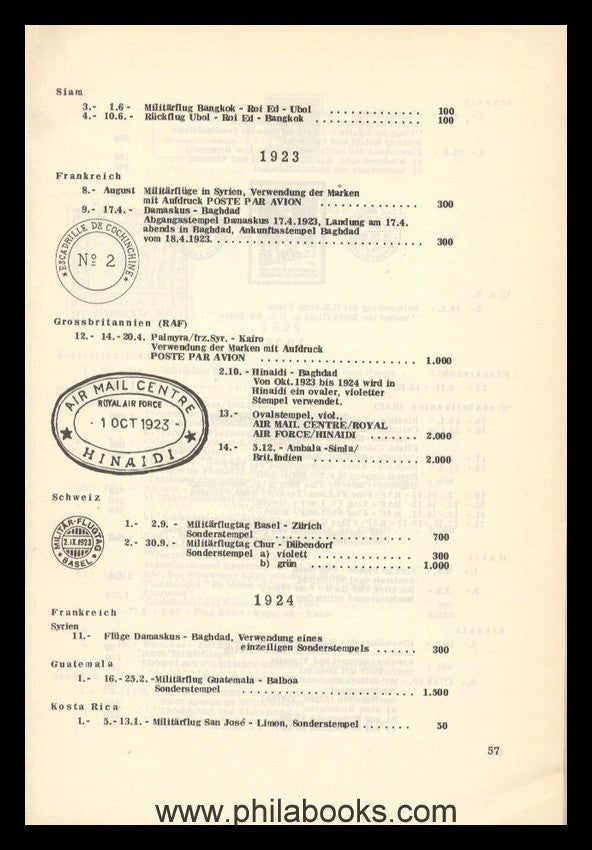 Siam
3.- 1.6 - Militärflug Bangkok - Roi Ed - Ubol ............. 100
4.- 10.6. - Rückflug Ubol - Roi Ed - Bangkok ............. 100
1923
Frankreich
8.- August Militärflüge in Syrien, Verwendung der Marken
mit Aufdruck POSTE PAR AVION ............. 300
9.- 17.4. - Damaskus - Baghdad
Abgangsstempel Damaskus 17.4.1923, Landung am 17.4.
abends in Baghdad, Ankunftsstempel Baghdad
vom 18.4.1923. ............. 300
ESCADRILLE DE COCHINCHINE
Nº 2
Grossbritannien (RAF)
12.- 14.-20.4. Palmyra/frz.Syr. - Kairo
Verwendung der Marken mit Aufdruck
POSTE PAR AVION ............. 1.000
2.10. - Hinaidi - Baghdad
Von Okt.1923 bis 1924 wird in
Hinaidi ein ovaler, violetter
Stempel verwendet.
AIR MAIL CENTRE
ROYAL AIR FORCE
- 1 OCT 1923 -
HINAIDI
13.- Ovalstempel, viol.,
AIR MAIL CENTRE/ROYAL
AIR FORCE/HINAIDI ....... 2.000
14.- 5.12. - Ambala -Simla/
Brit.Indien ....... 2.000
Schweiz
MILITÄR-FLUGTAG
2.IX.1923
BASEL
1.- 2.9. - Militärflugtag Basel - Zürich
Sonderstempel ............. 700
2.- 30.9. - Militärflugtag Chur - Dübendorf
Sonderstempel a) violett ............. 300
b) grün ............. 1.000
1924
Frankreich
Syrien
11.- Flüge Damaskus - Baghdad, Verwendung eines
einzeiligen Sonderstempels ...... 300
Guatemala
1.- 16.-25.2. -Militärflug Guatemala - Balboa
Sonderstempel ............. 1.500
Kosta Rica
1.- 5.-13.1. - Militärflug San José - Limon, Sonderstempel ....... 50
57
www.philabooks.com